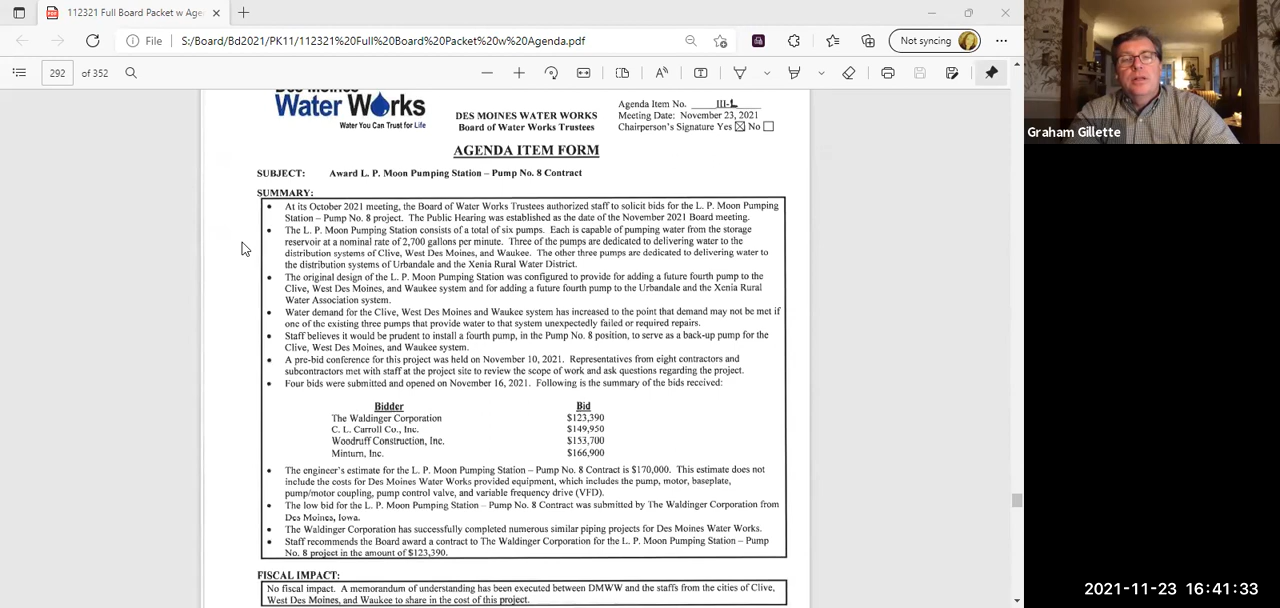 112321 Full Board Packet w Age
File
S:/Board/Bd2021/PK11/112321%20Full%20Board%20Packet%20w%20Agenda.pdf
Not syncing
292 of 352
Des Moines
Water Works
Water You Can Trust for Life
DES MOINES WATER WORKS
Board of Water Works Trustees
Agenda Item No. III-L
Meeting Date: November 23, 2021
Chairperson's Signature Yes ☒ No ☐
AGENDA ITEM FORM
SUBJECT: Award L. P. Moon Pumping Station – Pump No. 8 Contract
SUMMARY:
• At its October 2021 meeting, the Board of Water Works Trustees authorized staff to solicit bids for the L. P. Moon Pumping
Station – Pump No. 8 project. The Public Hearing was established as the date of the November 2021 Board meeting.
• The L. P. Moon Pumping Station consists of a total of six pumps. Each is capable of pumping water from the storage
reservoir at a nominal rate of 2,700 gallons per minute. Three of the pumps are dedicated to delivering water to the
distribution systems of Clive, West Des Moines, and Waukee. The other three pumps are dedicated to delivering water to
the distribution systems of Urbandale and the Xenia Rural Water District.
• The original design of the L. P. Moon Pumping Station was configured to provide for adding a future fourth pump to the
Clive, West Des Moines, and Waukee system and for adding a future fourth pump to the Urbandale and the Xenia Rural
Water Association system.
• Water demand for the Clive, West Des Moines and Waukee system has increased to the point that demand may not be met if
one of the existing three pumps that provide water to that system unexpectedly failed or required repairs.
• Staff believes it would be prudent to install a fourth pump, in the Pump No. 8 position, to serve as a back-up pump for the
Clive, West Des Moines, and Waukee system.
• A pre-bid conference for this project was held on November 10, 2021. Representatives from eight contractors and
subcontractors met with staff at the project site to review the scope of work and ask questions regarding the project.
• Four bids were submitted and opened on November 16, 2021. Following is the summary of the bids received:
Bidder Bid
The Waldinger Corporation $123,390
C. L. Carroll Co., Inc. $149,950
Woodruff Construction, Inc. $153,700
Minturn, Inc. $166,900
• The engineer's estimate for the L. P. Moon Pumping Station – Pump No. 8 Contract is $170,000. This estimate does not
include the costs for Des Moines Water Works provided equipment, which includes the pump, motor, baseplate,
pump/motor coupling, pump control valve, and variable frequency drive (VFD).
• The low bid for the L. P. Moon Pumping Station – Pump No. 8 Contract was submitted by The Waldinger Corporation from
Des Moines, Iowa.
• The Waldinger Corporation has successfully completed numerous similar piping projects for Des Moines Water Works.
• Staff recommends the Board award a contract to The Waldinger Corporation for the L. P. Moon Pumping Station – Pump
No. 8 project in the amount of $123,390.
FISCAL IMPACT:
No fiscal impact. A memorandum of understanding has been executed between DMWW and the staffs from the cities of Clive,
West Des Moines, and Waukee to share in the cost of this project.
Graham Gillette
2021-11-23 16:41:33